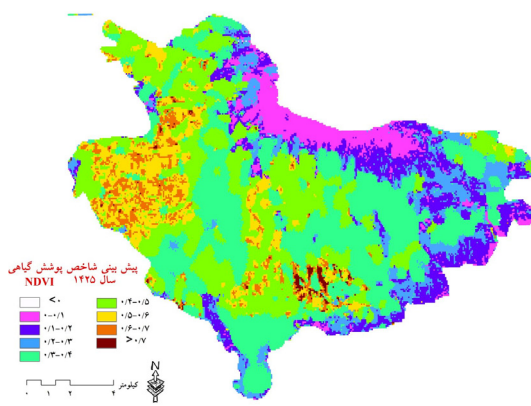 پیش بینی شاخص پوشش گیاهی
NDVI سال ۱۴۲۵
<۰
۰-۰/۱
۰/۱-۰/۲
۰/۲-۰/۳
۰/۳-۰/۴
۰/۴-۰/۵
۰/۵-۰/۶
۰/۶-۰/۷
>۰/۷
N
۰ ۱ ۲ ۴ کیلومتر